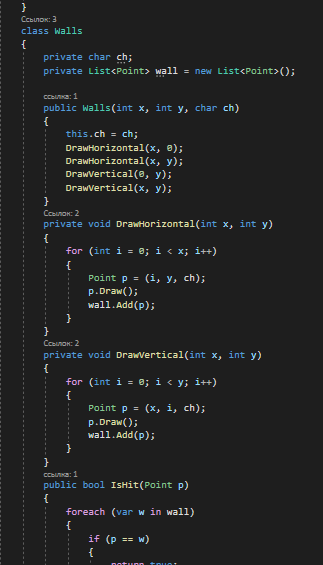 }
Ссылок: 3
class Walls
{
private char ch;
private List<Point> wall = new List<Point>();
ссылка: 1
public Walls(int x, int y, char ch)
{
this.ch = ch;
DrawHorizontal(x, 0);
DrawHorizontal(x, y);
DrawVertical(0, y);
DrawVertical(x, y);
}
Ссылок: 2
private void DrawHorizontal(int x, int y)
{
for (int i = 0; i < x; i++)
{
Point p = (i, y, ch);
p.Draw();
wall.Add(p);
}
}
Ссылок: 2
private void DrawVertical(int x, int y)
{
for (int i = 0; i < y; i++)
{
Point p = (x, i, ch);
p.Draw();
wall.Add(p);
}
}
ссылка: 1
public bool IsHit(Point p)
{
foreach (var w in wall)
{
if (p == w)
{
return true;